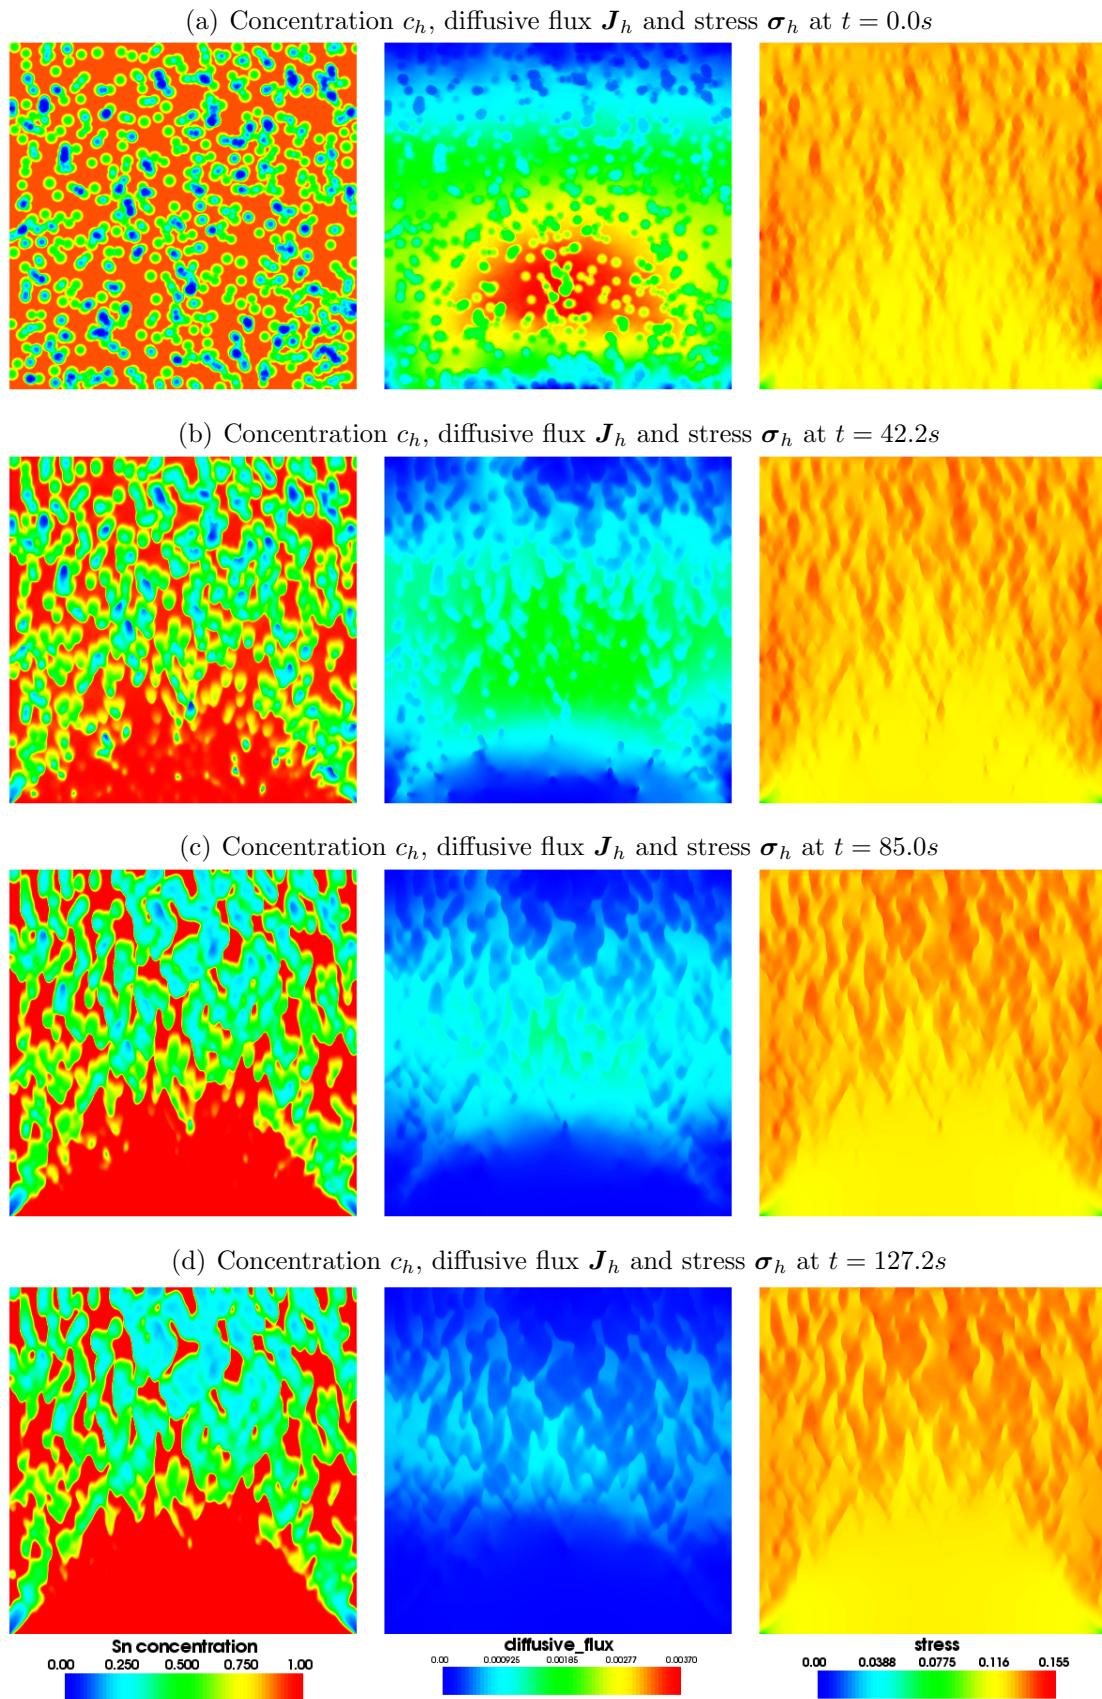 (a) Concentration c_h, diffusive flux J_h and stress σ_h at t = 0.0s
(b) Concentration c_h, diffusive flux J_h and stress σ_h at t = 42.2s
(c) Concentration c_h, diffusive flux J_h and stress σ_h at t = 85.0s
(d) Concentration c_h, diffusive flux J_h and stress σ_h at t = 127.2s
Sn concentration
0.00 0.250 0.500 0.750 1.00
diffusive_flux
0.00 0.000925 0.00185 0.00277 0.00370
stress
0.00 0.0388 0.0775 0.116 0.155